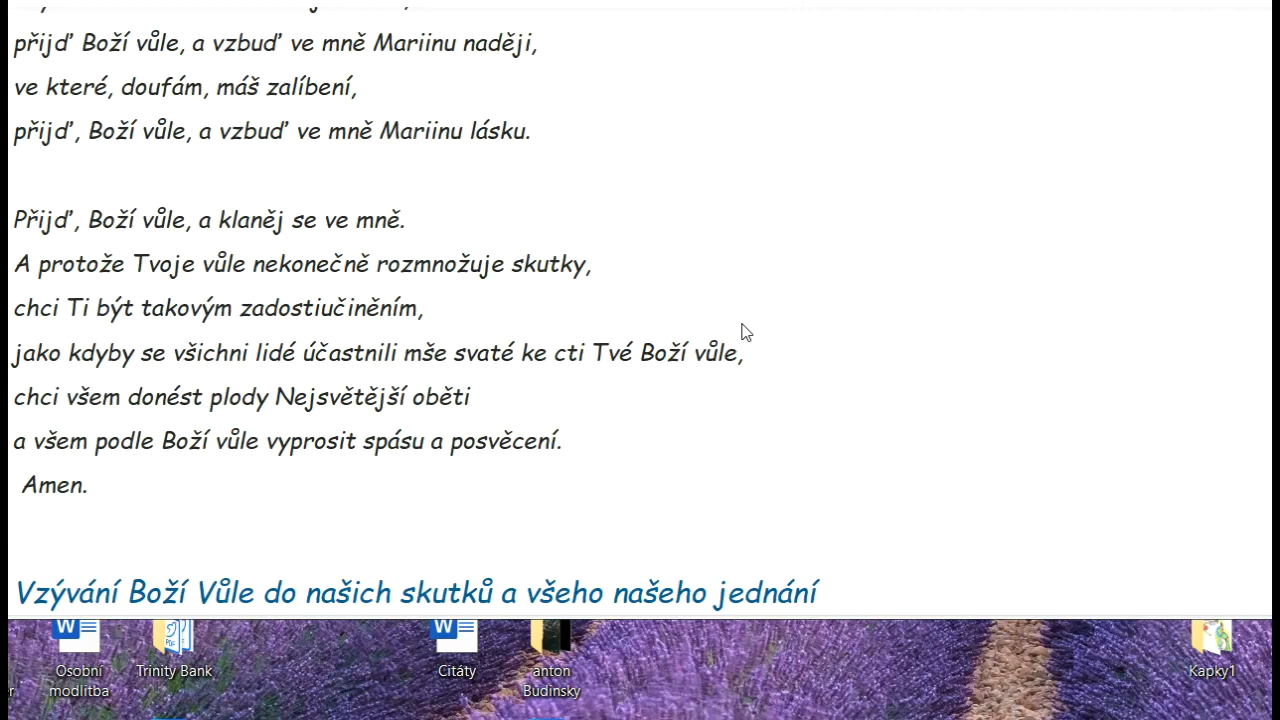 přijď Boží vůle, a vzbuď ve mně Mariinu naději,
ve které, doufám, máš zalíbení,
přijď, Boží vůle, a vzbuď ve mně Mariinu lásku.
Přijď, Boží vůle, a klaněj se ve mně.
A protože Tvoje vůle nekonečně rozmnožuje skutky,
chci Ti být takovým zadostiučiněním,
jako kdyby se všichni lidé účastnili mše svaté ke cti Tvé Boží vůle,
chci všem donést plody Nejsvětější oběti
a všem podle Boží vůle vyprosit spásu a posvěcení.
Amen.
Vzývání Boží Vůle do našich skutků a všeho našeho jednání
Osobní modlitba
Trinity Bank
Citáty
anton Budinsky
Kapky1